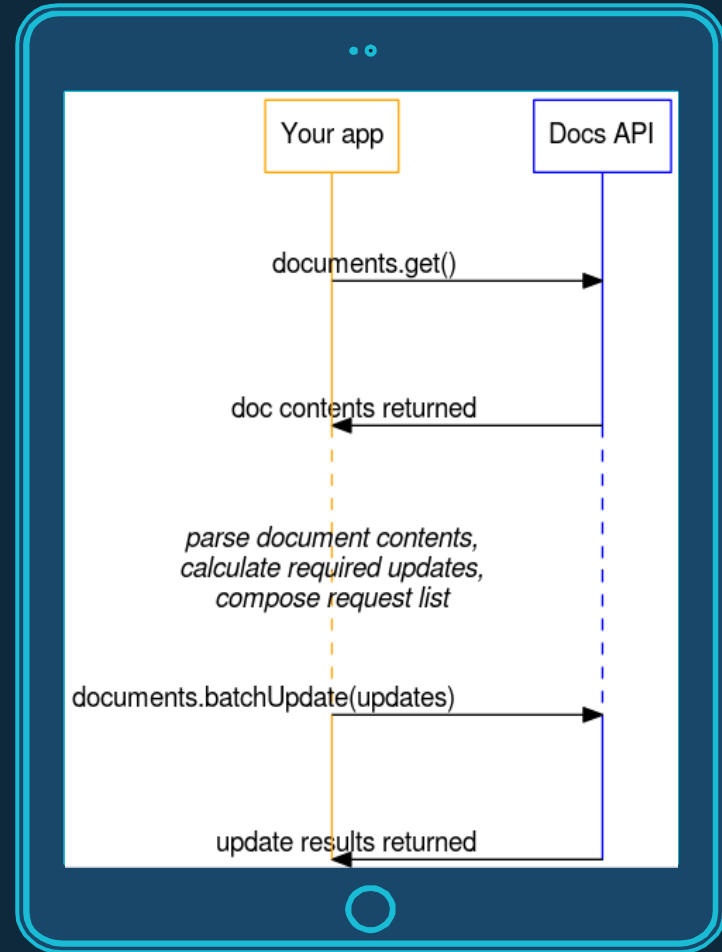 Your app
Docs API
documents.get()
doc contents returned
parse document contents,
calculate required updates,
compose request list
documents.batchUpdate(updates)
update results returned